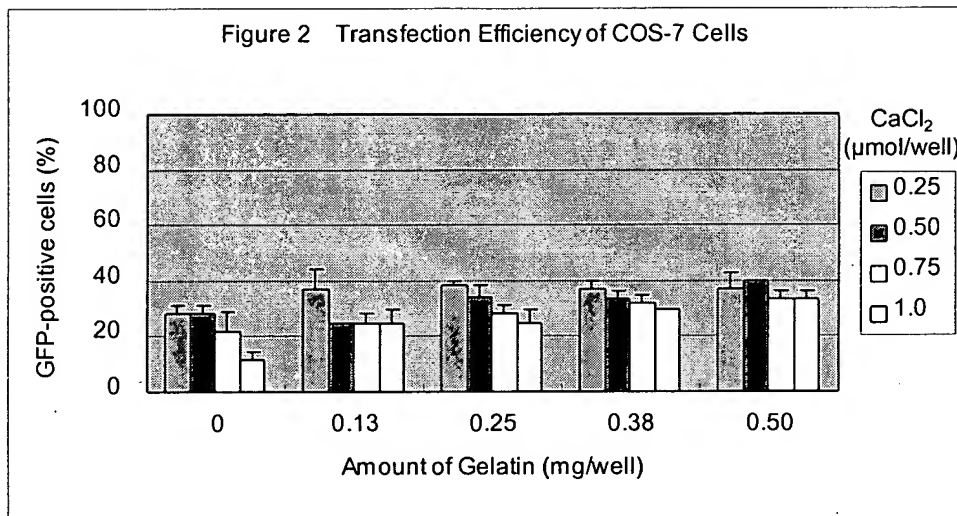 Figure 2 Transfection Efficiency of COS-7 Cells
100
80
60
40
20
0
GFP-positive cells (%)
0 0.13 0.25 0.38 0.50
Amount of Gelatin (mg/well)
CaCl₂
(μmol/well)
0.25
0.50
0.75
1.0